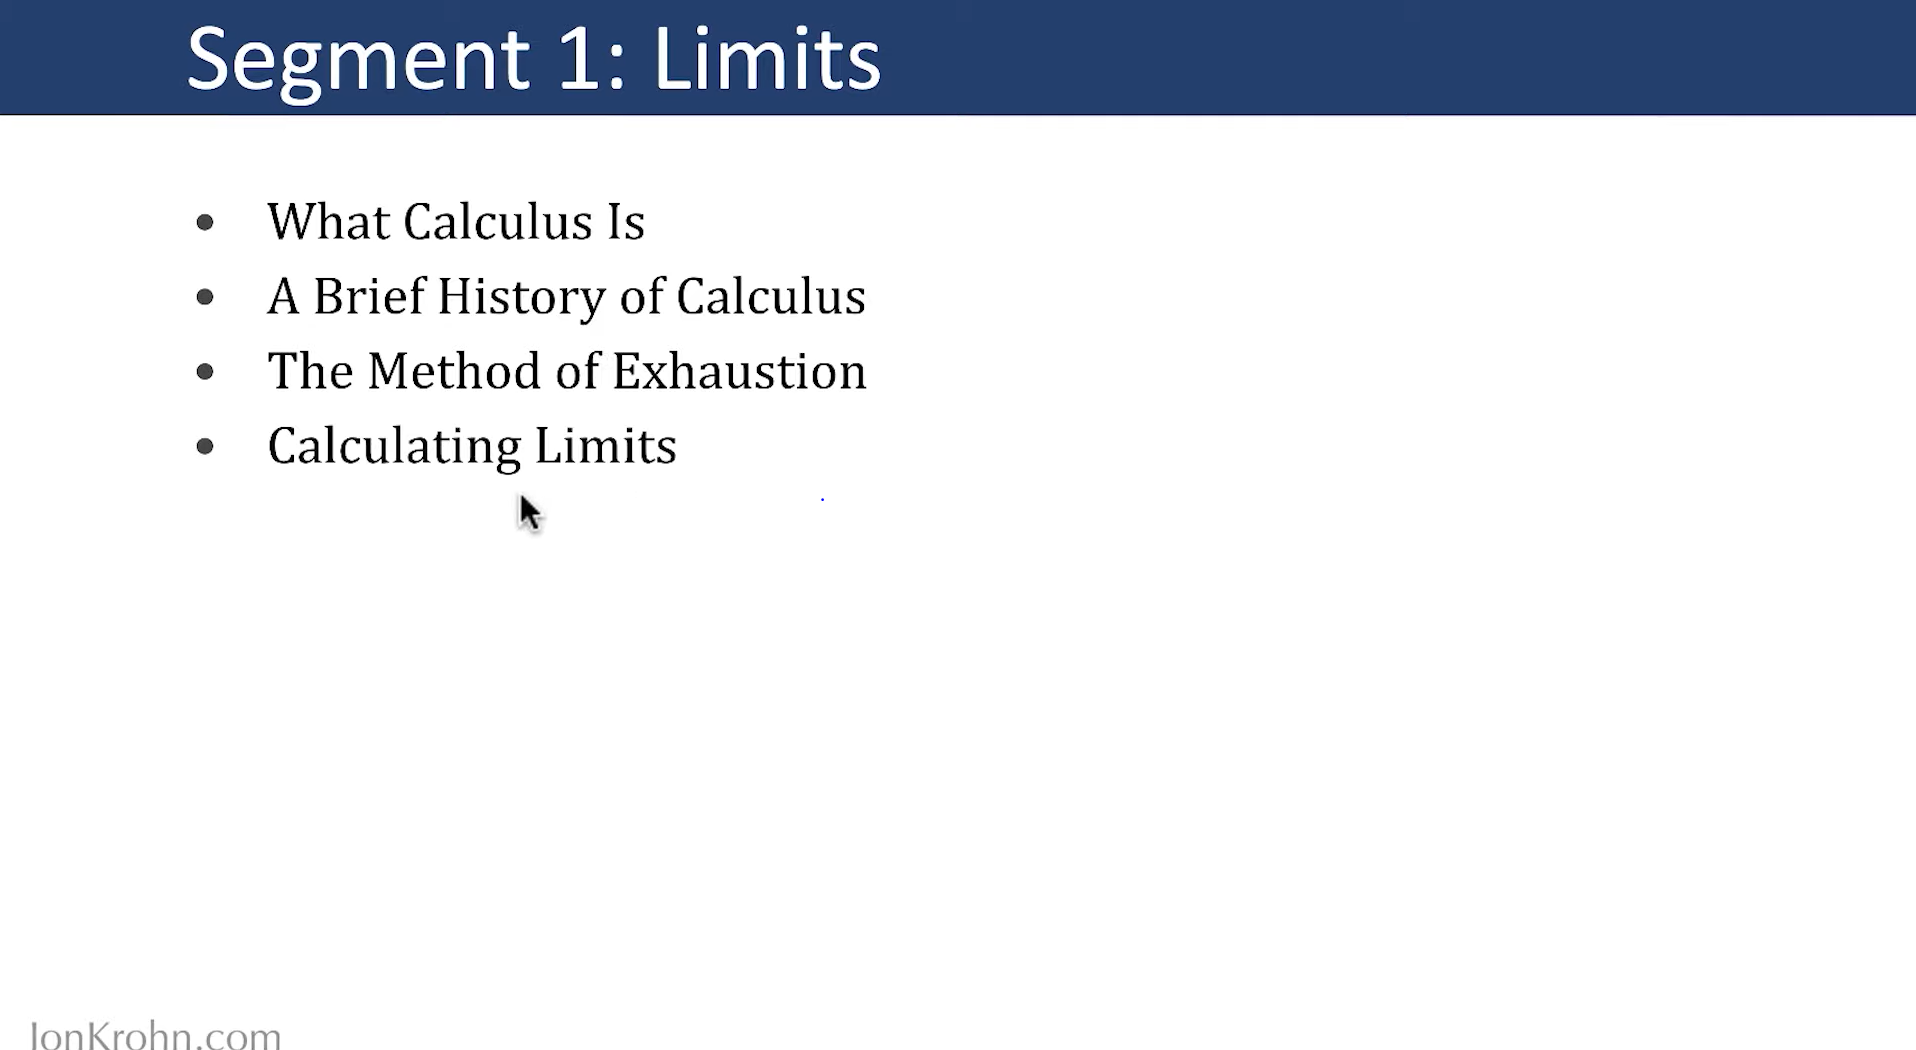 Segment 1: Limits
• What Calculus Is
• A Brief History of Calculus
• The Method of Exhaustion
• Calculating Limits
JonKrohn.com